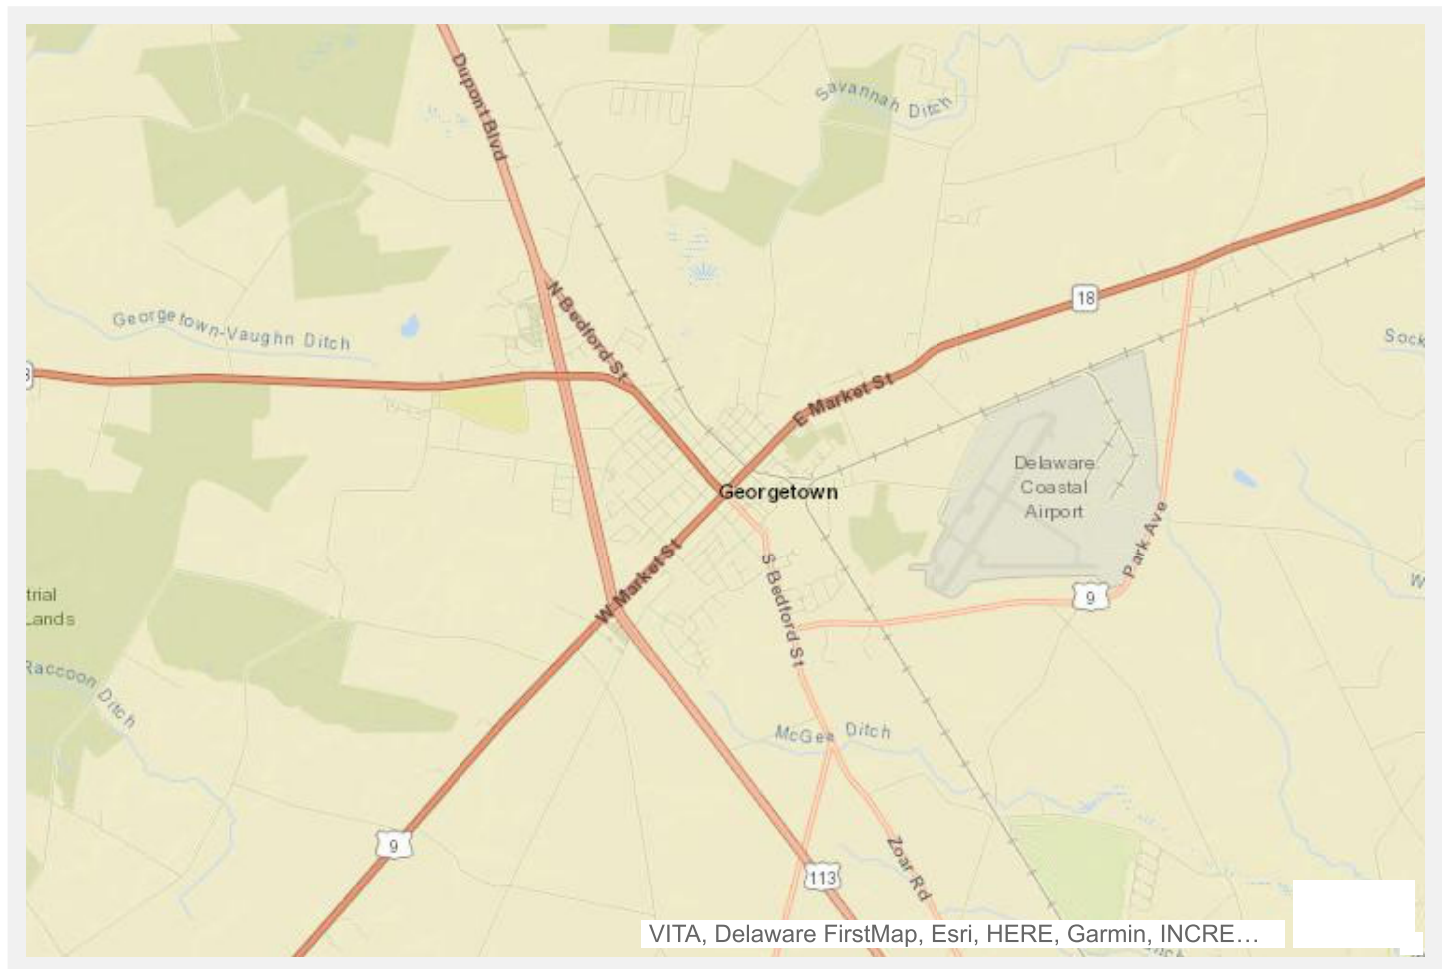 Dupont Blvd
Savannah Ditch
N Bedford St
18
Georgetown-Vaughn Ditch
Sock
E Market St
Delaware
Coastal
Airport
Georgetown
Park Ave
W Market St
S Bedford St
9
W
trial
Lands
Raccoon Ditch
McGee Ditch
9
113
Zoar Rd
VITA, Delaware FirstMap, Esri, HERE, Garmin, INCRE…